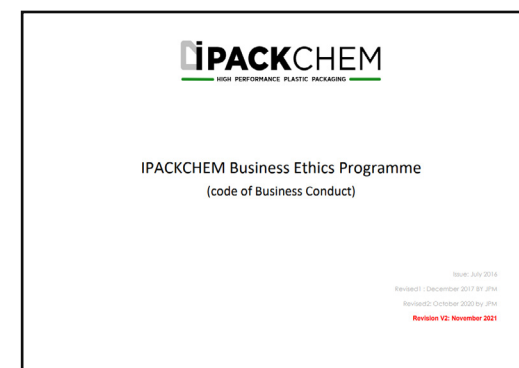 iPACKCHEM
HIGH PERFORMANCE PLASTIC PACKAGING
IPACKCHEM Business Ethics Programme
(code of Business Conduct)
Issue: July 2016
Revised1 : December 2017 BY JPM
Revised2: October 2020 by JPM
Revision V2: November 2021